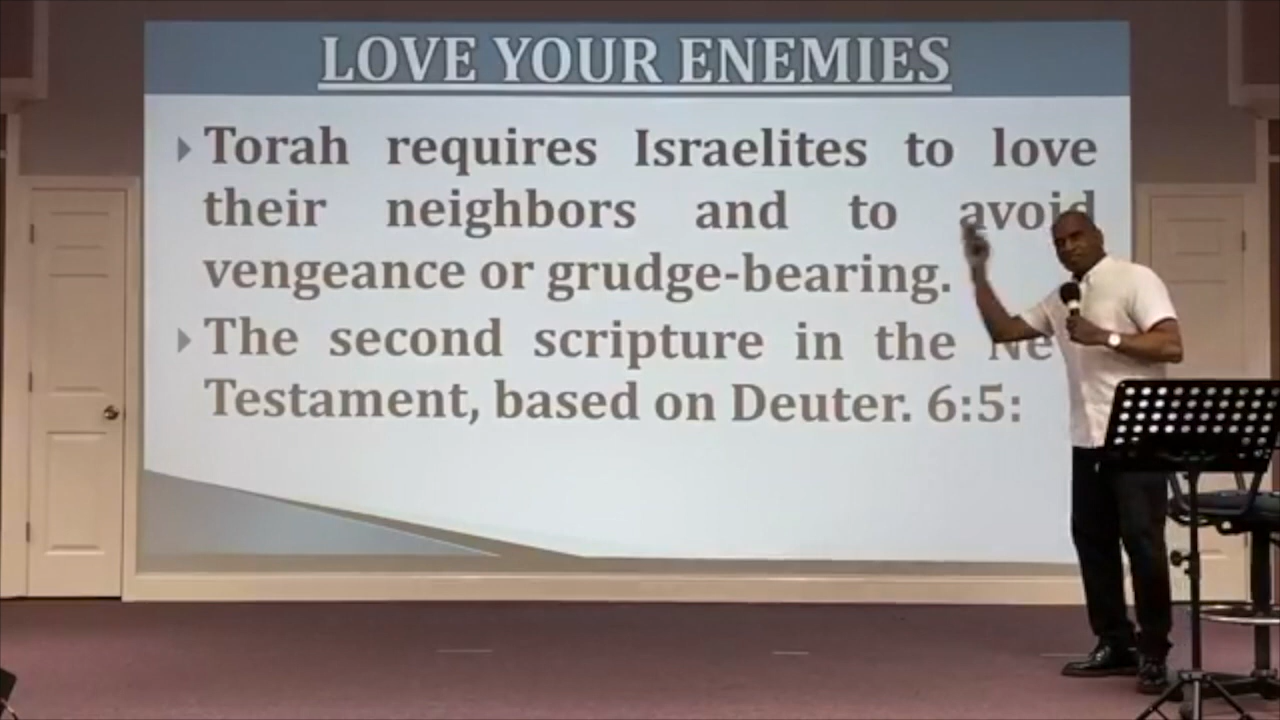 LOVE YOUR ENEMIES
Torah requires Israelites to love
their neighbors and to avoid
vengeance or grudge-bearing.
The second scripture in the
Testament, based on Deuter. 6:5: